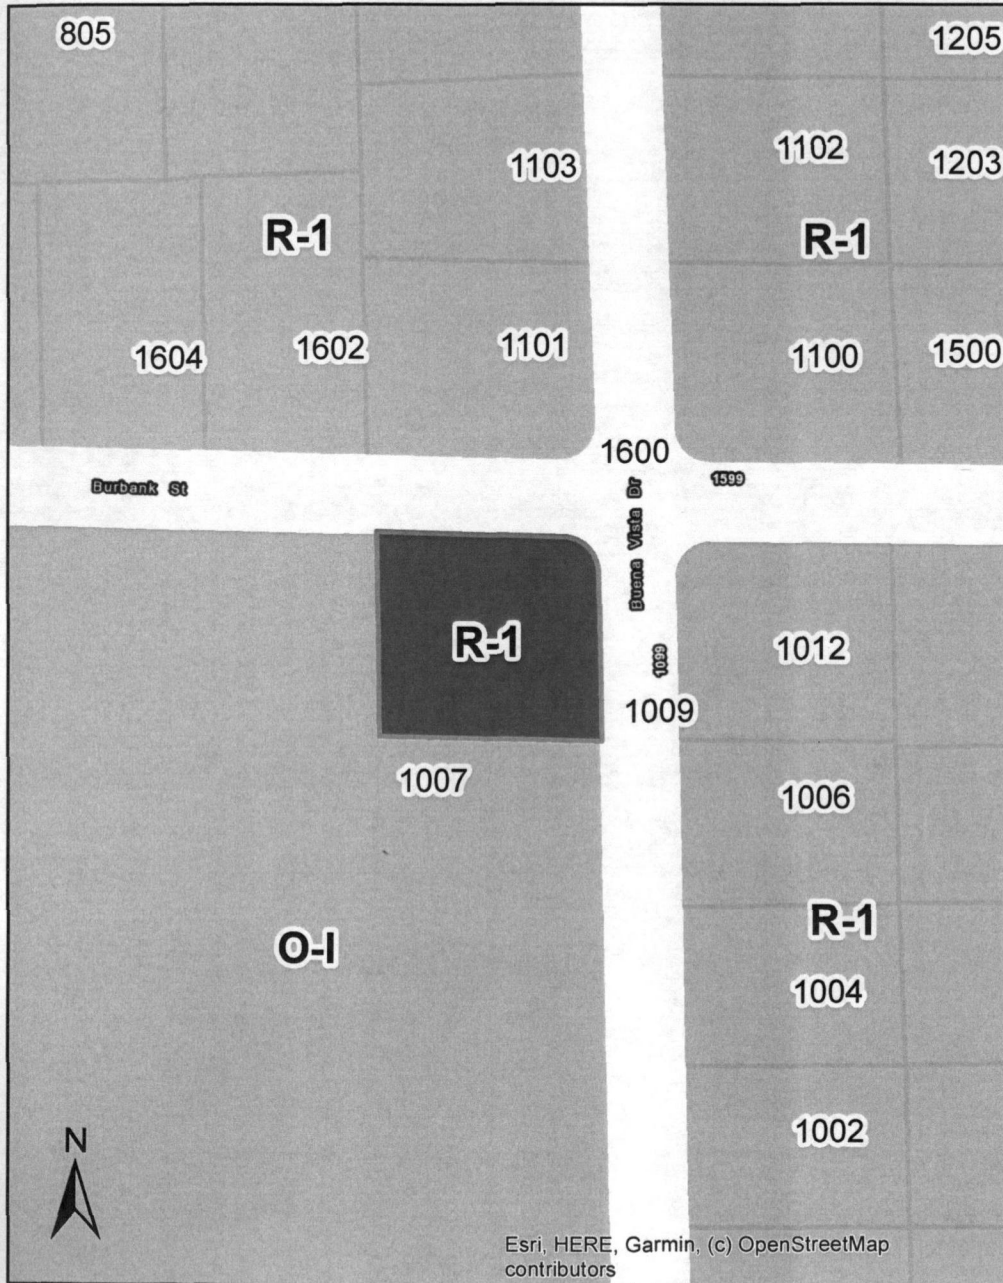 805
1205
1103
1102
1203
R-1
R-1
1604
1602
1101
1100
1500
1600
Burbank St
1599
Buena Vista Dr
R-1
1099
1012
1009
1007
1006
O-I
R-1
1004
1002
N
Esri, HERE, Garmin, (c) OpenStreetMap
contributors